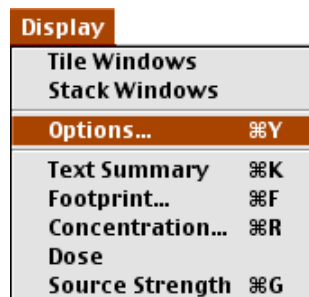 Display
Tile Windows
Stack Windows
Options... ⌘Y
Text Summary ⌘K
Footprint... ⌘F
Concentration... ⌘R
Dose
Source Strength ⌘G